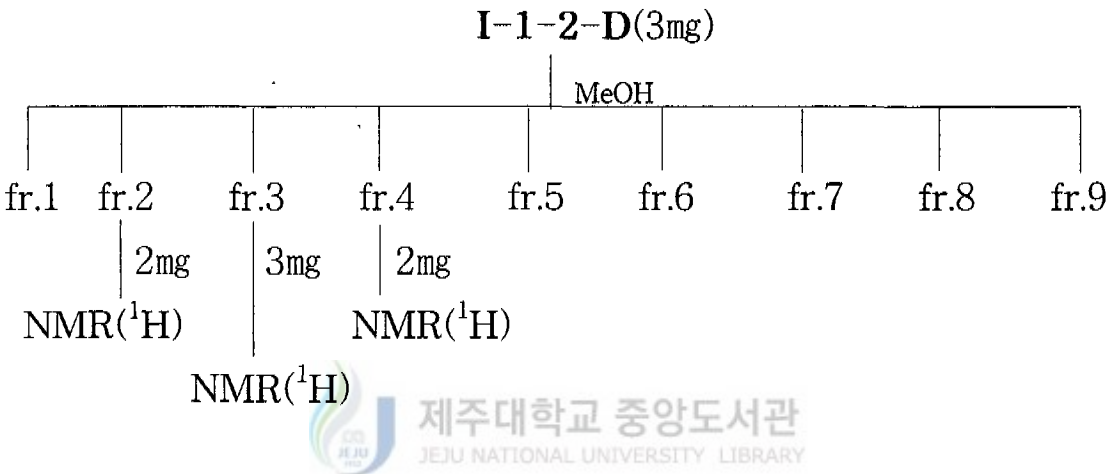 I-1-2-D(3mg)
MeOH
fr.1 fr.2 fr.3 fr.4 fr.5 fr.6 fr.7 fr.8 fr.9
2mg 3mg 2mg
NMR(¹H) NMR(¹H)
NMR(¹H)
제주대학교 중앙도서관
JEJU NATIONAL UNIVERSITY LIBRARY
JEJU
1952